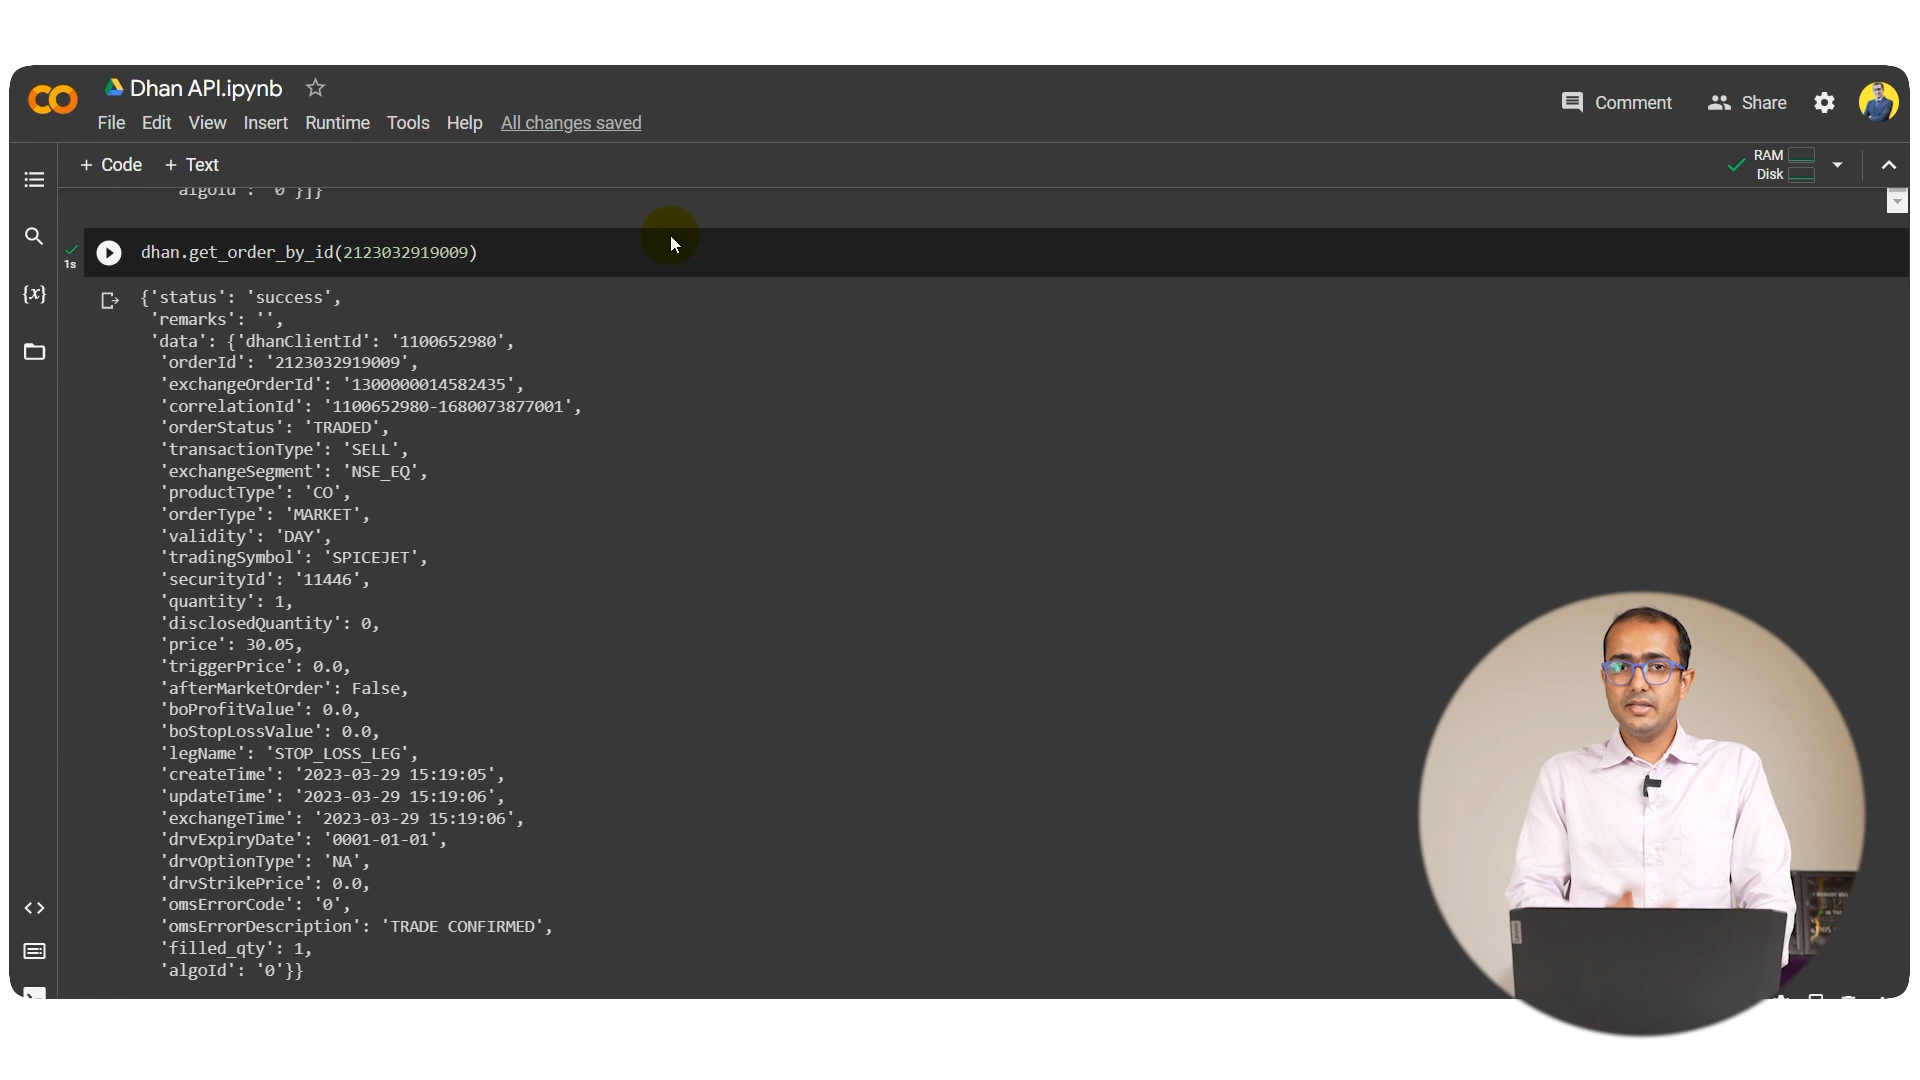 Dhan API.ipynb
File Edit View Insert Runtime Tools Help All changes saved
Comment Share
+ Code + Text
RAM
Disk
algoId': '0'}]}
1s
dhan.get_order_by_id(2123032919009)
{x}
{'status': 'success',
'remarks': '',
'data': {'dhanClientId': '1100652980',
'orderId': '2123032919009',
'exchangeOrderId': '1300000014582435',
'correlationId': '1100652980-1680073877001',
'orderStatus': 'TRADED',
'transactionType': 'SELL',
'exchangeSegment': 'NSE_EQ',
'productType': 'CO',
'orderType': 'MARKET',
'validity': 'DAY',
'tradingSymbol': 'SPICEJET',
'securityId': '11446',
'quantity': 1,
'disclosedQuantity': 0,
'price': 30.05,
'triggerPrice': 0.0,
'afterMarketOrder': False,
'boProfitValue': 0.0,
'boStopLossValue': 0.0,
'legName': 'STOP_LOSS_LEG',
'createTime': '2023-03-29 15:19:05',
'updateTime': '2023-03-29 15:19:06',
'exchangeTime': '2023-03-29 15:19:06',
'drvExpiryDate': '0001-01-01',
'drvOptionType': 'NA',
'drvStrikePrice': 0.0,
'omsErrorCode': '0',
'omsErrorDescription': 'TRADE CONFIRMED',
'filled_qty': 1,
'algoId': '0'}}
Lenovo